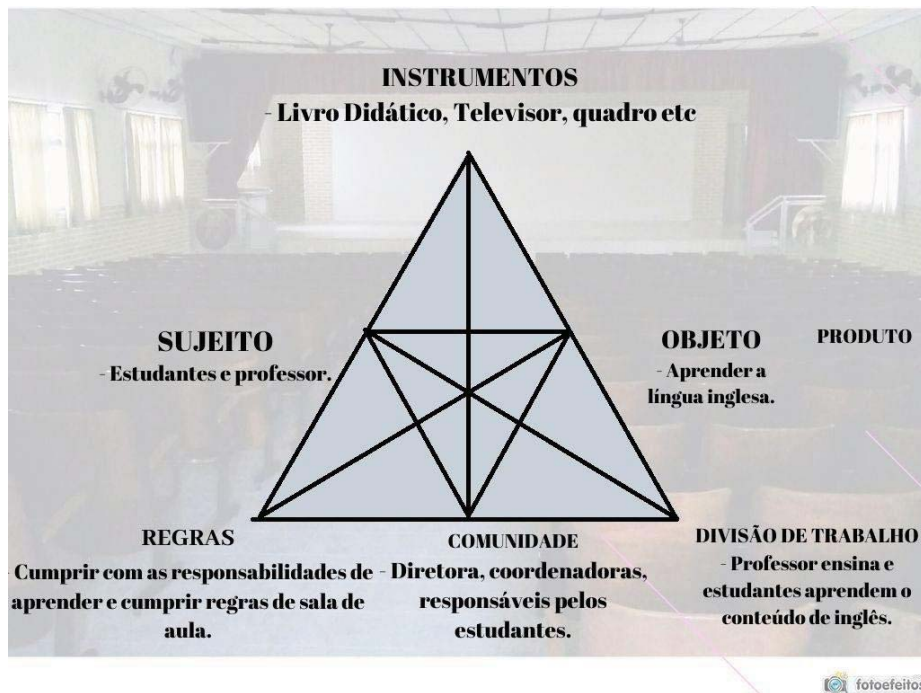 INSTRUMENTOS
- Livro Didático, Televisor, quadro etc
SUJEITO
- Estudantes e professor.
OBJETO
- Aprender a
língua inglesa.
PRODUTO
REGRAS
- Cumprir com as responsabilidades de
aprender e cumprir regras de sala de
aula.
COMUNIDADE
- Diretora, coordenadoras,
responsáveis pelos
estudantes.
DIVISÃO DE TRABALHO
- Professor ensina e
estudantes aprendem o
conteúdo de inglês.
fotoefeitos